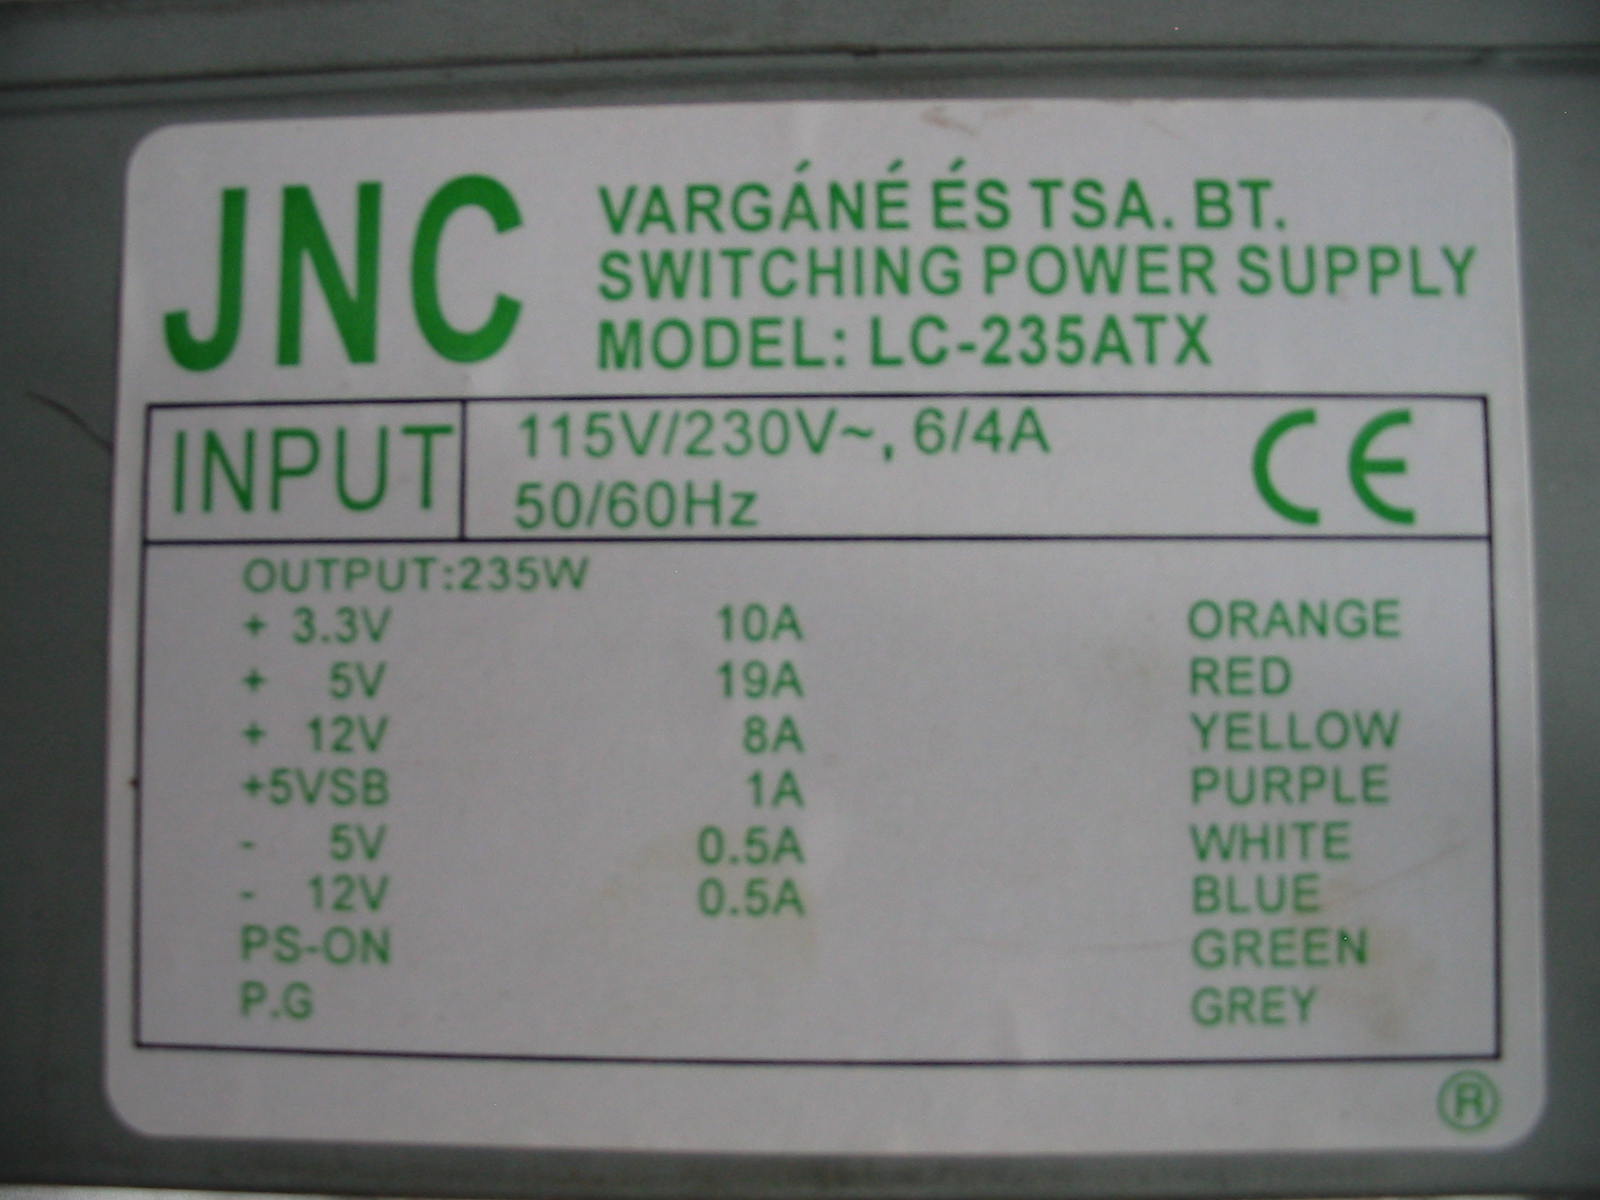 JNC
VARGÁNÉ ÉS TSA. BT.
SWITCHING POWER SUPPLY
MODEL: LC-235ATX
INPUT
115V/230V~, 6/4A
50/60Hz
CE
OUTPUT:235W
+ 3.3V 10A ORANGE
+ 5V 19A RED
+ 12V 8A YELLOW
+5VSB 1A PURPLE
- 5V 0.5A WHITE
- 12V 0.5A BLUE
PS-ON GREEN
P.G GREY
®